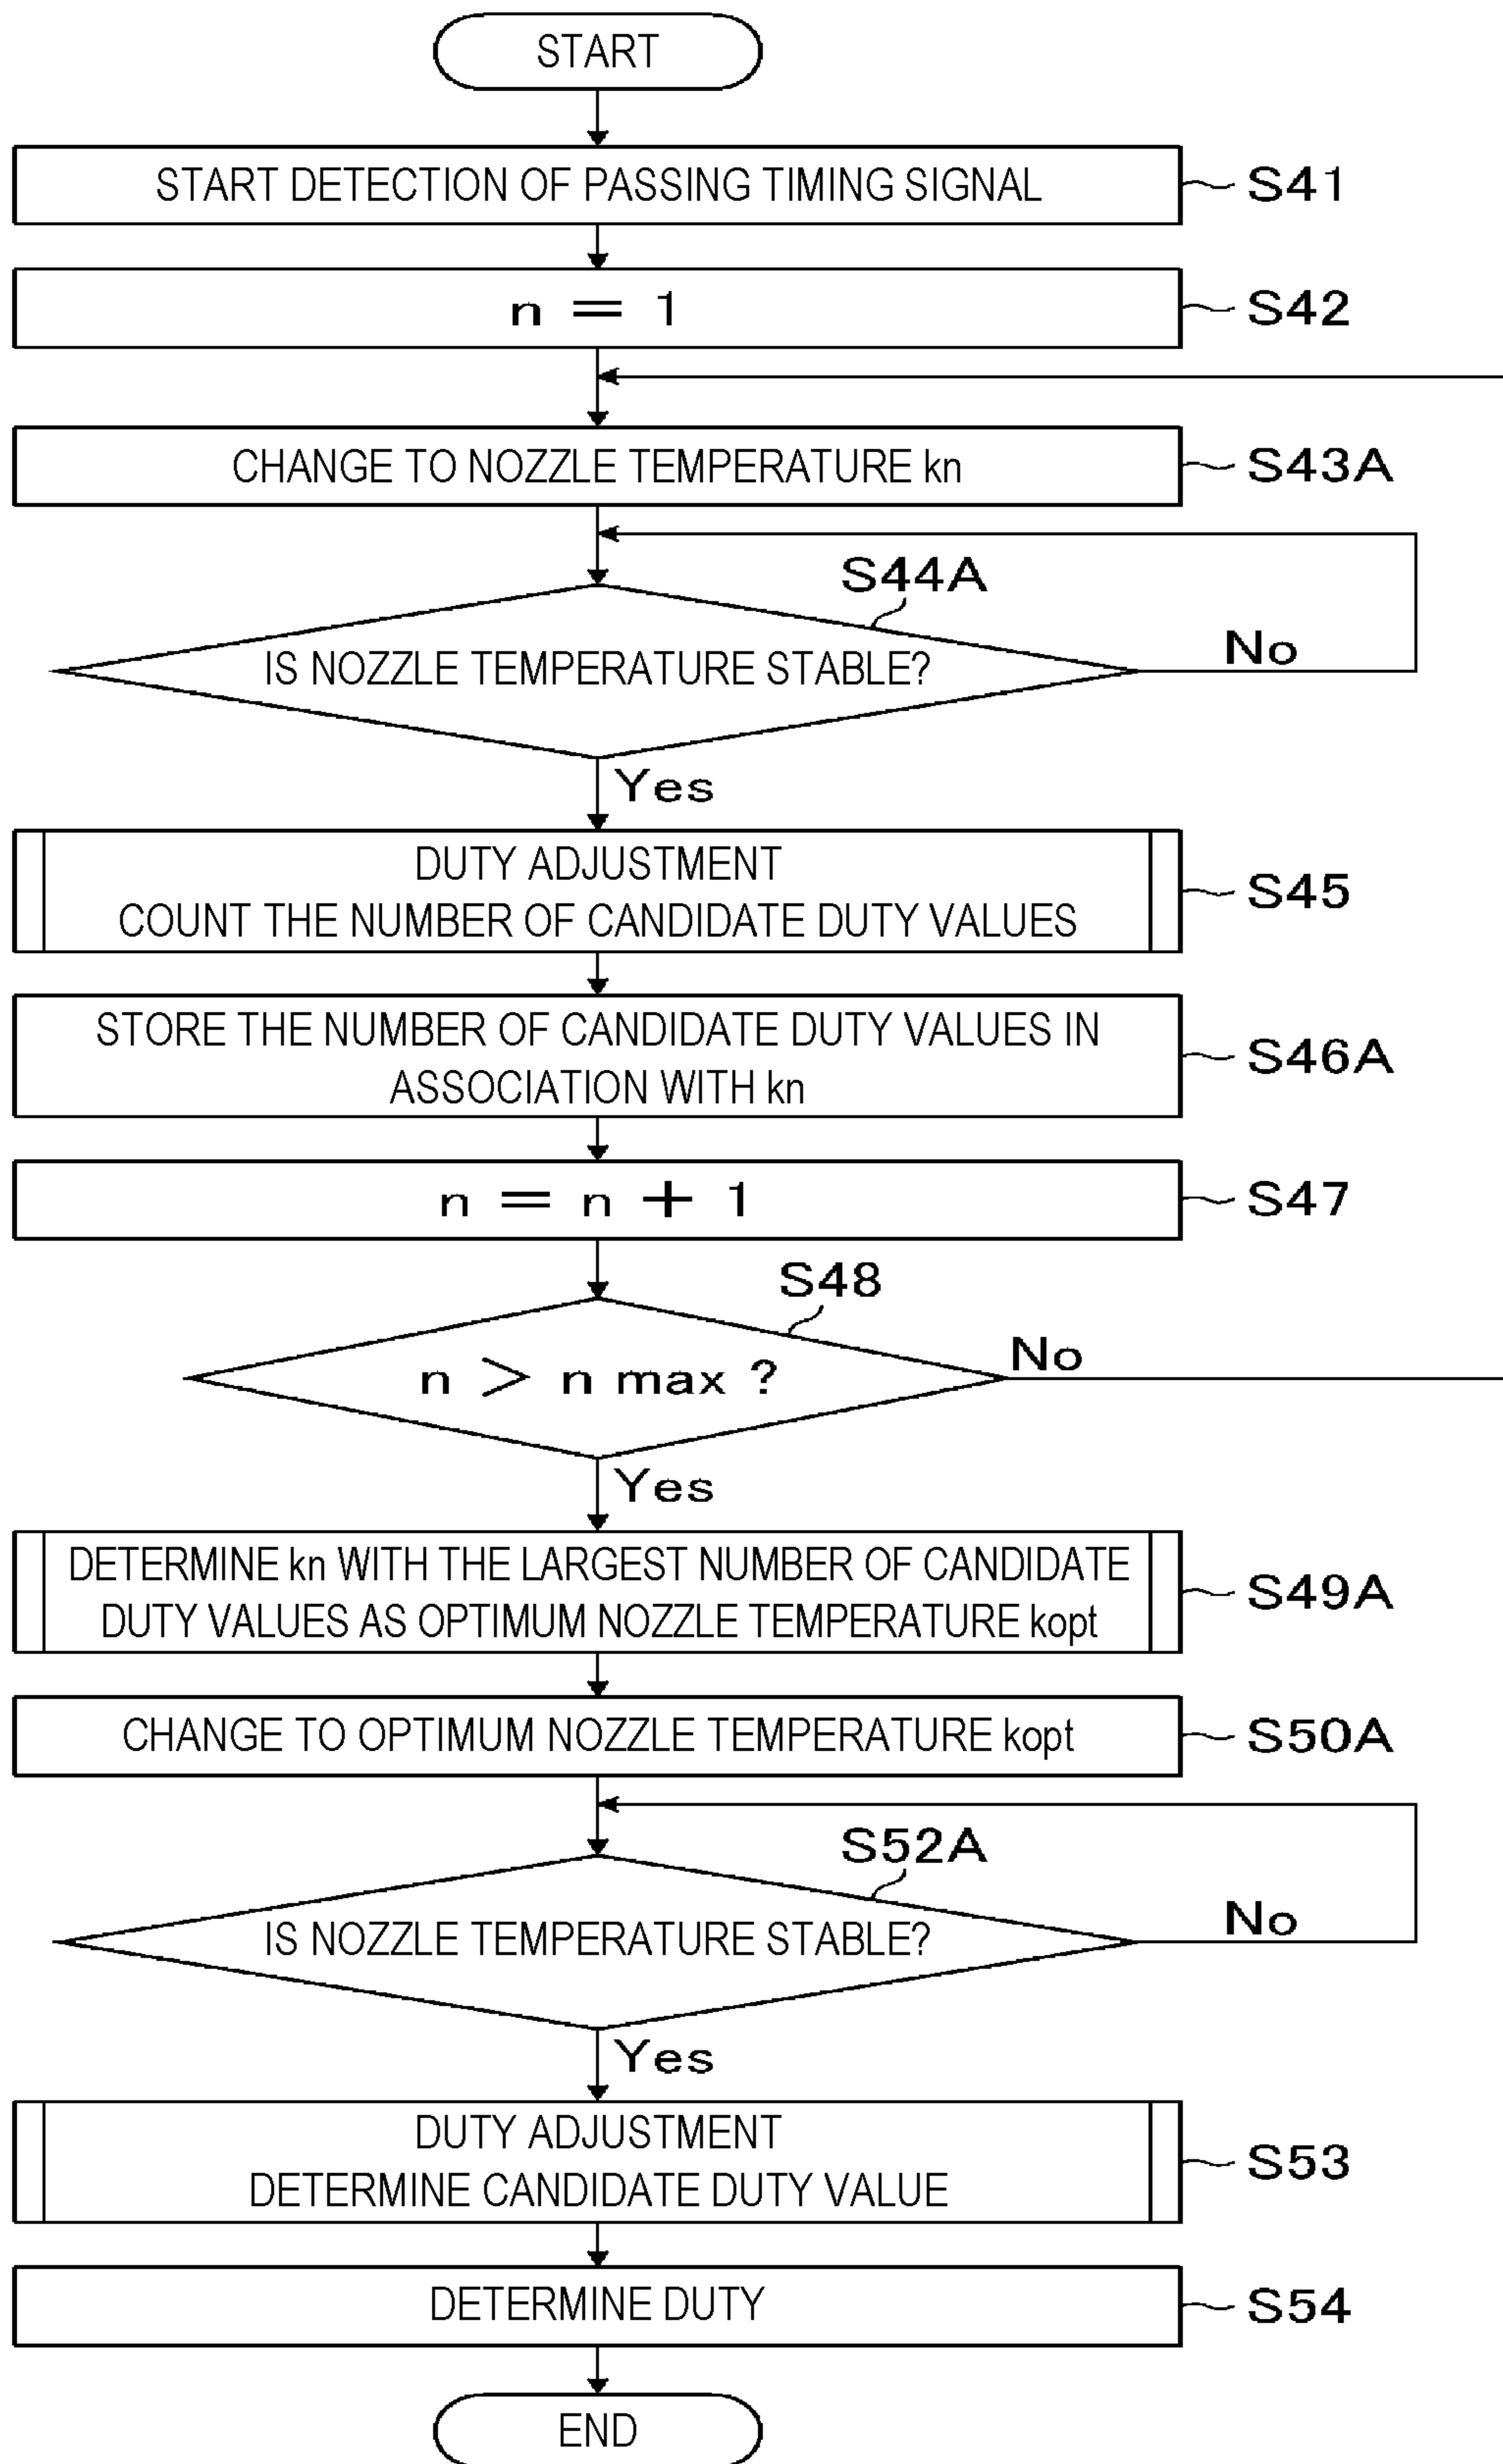 START
START DETECTION OF PASSING TIMING SIGNAL
S41
n = 1
S42
CHANGE TO NOZZLE TEMPERATURE kn
S43A
S44A
IS NOZZLE TEMPERATURE STABLE?
No
Yes
DUTY ADJUSTMENT
COUNT THE NUMBER OF CANDIDATE DUTY VALUES
S45
STORE THE NUMBER OF CANDIDATE DUTY VALUES IN
ASSOCIATION WITH kn
S46A
n = n + 1
S47
S48
n > n max ?
No
Yes
DETERMINE kn WITH THE LARGEST NUMBER OF CANDIDATE
DUTY VALUES AS OPTIMUM NOZZLE TEMPERATURE kopt
S49A
CHANGE TO OPTIMUM NOZZLE TEMPERATURE kopt
S50A
S52A
IS NOZZLE TEMPERATURE STABLE?
No
Yes
DUTY ADJUSTMENT
DETERMINE CANDIDATE DUTY VALUE
S53
DETERMINE DUTY
S54
END